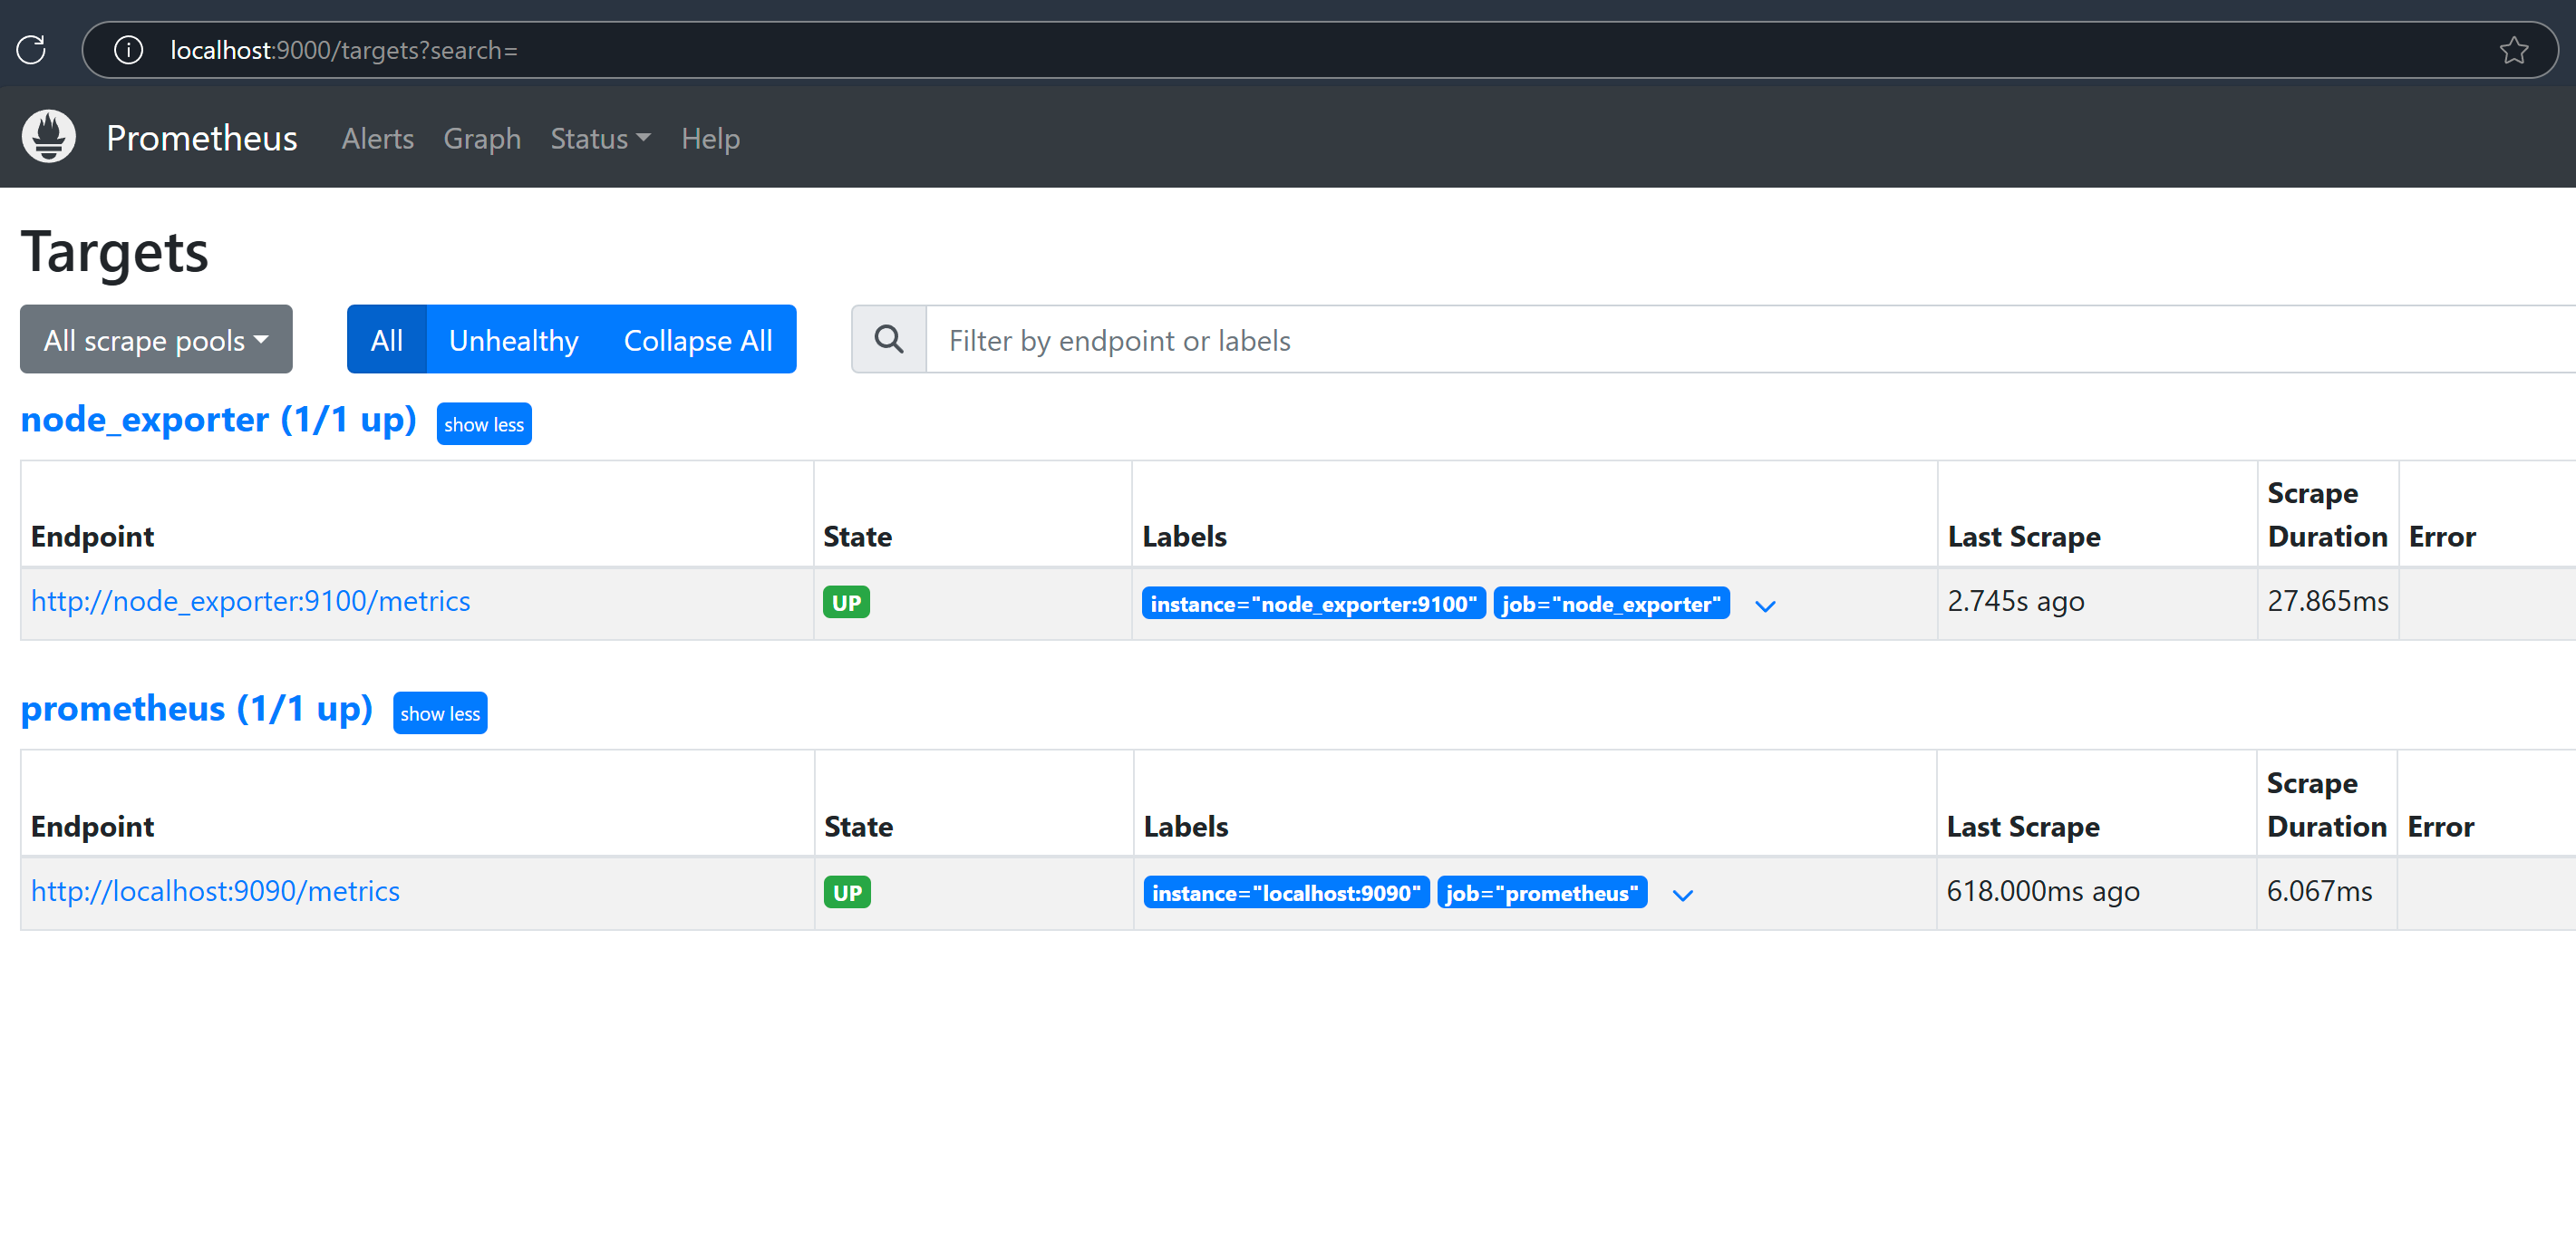 localhost:9000/targets?search=
Prometheus Alerts Graph Status Help
Targets
All scrape pools All Unhealthy Collapse All Filter by endpoint or labels
node_exporter (1/1 up) show less
Endpoint State Labels Last Scrape Scrape Duration Error
http://node_exporter:9100/metrics UP instance="node_exporter:9100" job="node_exporter" 2.745s ago 27.865ms
prometheus (1/1 up) show less
Endpoint State Labels Last Scrape Scrape Duration Error
http://localhost:9090/metrics UP instance="localhost:9090" job="prometheus" 618.000ms ago 6.067ms